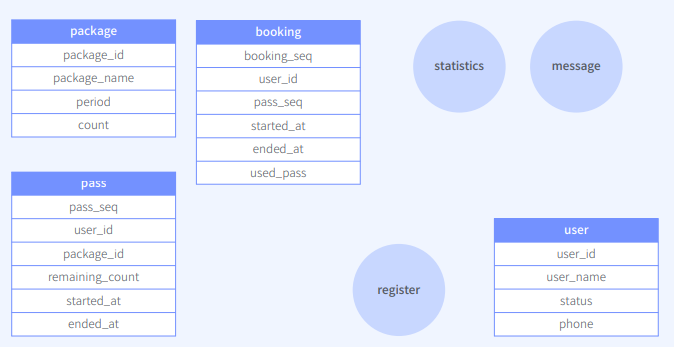 package
package_id
package_name
period
count
booking
booking_seq
user_id
pass_seq
started_at
ended_at
used_pass
statistics
message
pass
pass_seq
user_id
package_id
remaining_count
started_at
ended_at
register
user
user_id
user_name
status
phone